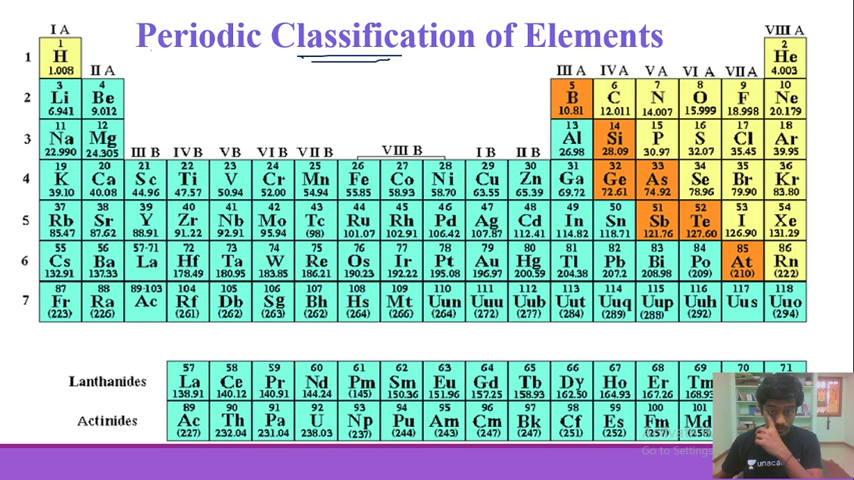 Periodic Classification of Elements
I A VIII A
1 1 2
H He
1.008 II A III A IV A V A VI A VII A 4.003
2 3 4 5 6 7 8 9 10
Li Be B C N O F Ne
6.941 9.012 10.81 12.011 14.007 15.999 18.998 20.179
3 11 12 13 14 15 16 17 18
Na Mg Al Si P S Cl Ar
22.990 24.305 III B IV B V B VI B VII B VIII B I B II B 26.98 28.09 30.97 32.07 35.45 39.95
4 19 20 21 22 23 24 25 26 27 28 29 30 31 32 33 34 35 36
K Ca Sc Ti V Cr Mn Fe Co Ni Cu Zn Ga Ge As Se Br Kr
39.10 40.08 44.96 47.57 50.94 52.00 54.94 55.85 58.93 58.70 63.55 65.39 69.72 72.61 74.92 78.96 79.90 83.80
5 37 38 39 40 41 42 43 44 45 46 47 48 49 50 51 52 53 54
Rb Sr Y Zr Nb Mo Tc Ru Rh Pd Ag Cd In Sn Sb Te I Xe
85.47 87.62 88.91 91.22 92.91 95.94 (98) 101.07 102.91 106.42 107.87 112.41 114.82 118.71 121.76 127.60 126.90 131.29
6 55 56 57-71 72 73 74 75 76 77 78 79 80 81 82 83 84 85 86
Cs Ba La Hf Ta W Re Os Ir Pt Au Hg Tl Pb Bi Po At Rn
132.91 137.33 178.49 180.95 183.85 186.21 190.23 192.22 195.08 196.97 200.59 204.38 207.2 208.98 (209) (210) (222)
7 87 88 89-103 104 105 106 107 108 109 110 111 112 113 114 115 116 117 118
Fr Ra Ac Rf Db Sg Bh Hs Mt Uun Uuu Uub Uut Uuq Uup Uuh Uus Uuo
(223) (226) (261) (262) (263) (262) (264) (266) (264) (272) (277) (284) (289) (288) (292) (294)
57 58 59 60 61 62 63 64 65 66 67 68 69 70 71
Lanthanides La Ce Pr Nd Pm Sm Eu Gd Tb Dy Ho Er Tm
138.91 140.12 140.91 144.24 (145) 150.36 151.96 157.25 158.93 162.50 164.93 167.26 168.93
89 90 91 92 93 94 95 96 97 98 99 100 101
Actinides Ac Th Pa U Np Pu Am Cm Bk Cf Es Fm Md
(227) 232.04 231.04 238.03 (237) (244) (243) (247) (247) (251) (252) (257) (258)
Go to Settings